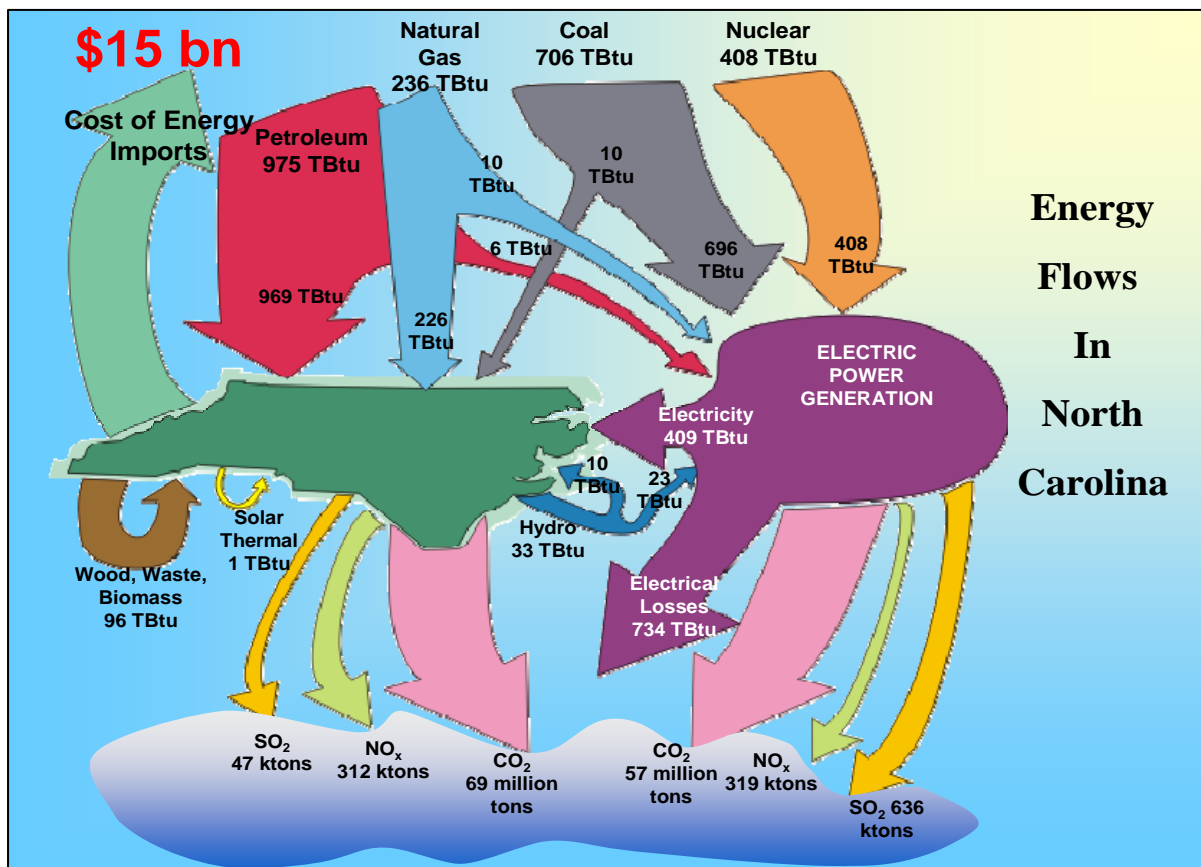 $15 bn
Cost of Energy
Imports
Petroleum
975 TBtu
Natural
Gas
236 TBtu
Coal
706 TBtu
Nuclear
408 TBtu
10
TBtu
10
TBtu
6 TBtu
696
TBtu
408
TBtu
969 TBtu
226
TBtu
ELECTRIC
POWER
GENERATION
Electricity
409 TBtu
10
TBtu
23
TBtu
Hydro
33 TBtu
Solar
Thermal
1 TBtu
Wood, Waste,
Biomass
96 TBtu
Electrical
Losses
734 TBtu
SO₂
47 ktons
NOₓ
312 ktons
CO₂
69 million
tons
CO₂
57 million
tons
NOₓ
319 ktons
SO₂ 636
ktons
Energy
Flows
In
North
Carolina